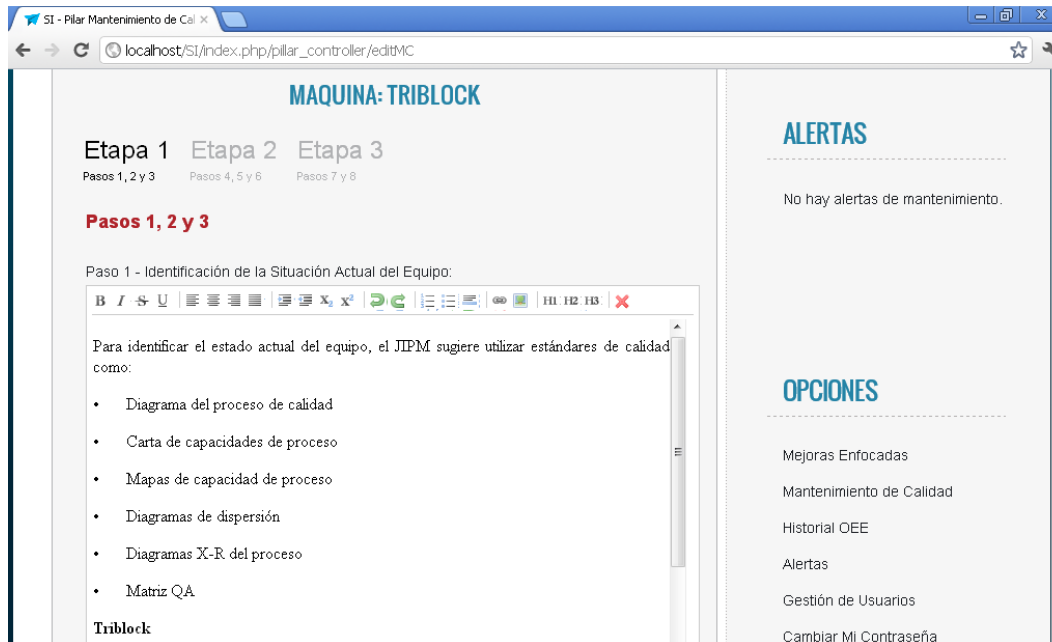 SI - Pilar Mantenimiento de Cal
localhost/SI/index.php/pillar_controller/editMC
MAQUINA: TRIBLOCK
Etapa 1 Etapa 2 Etapa 3
Pasos 1, 2 y 3 Pasos 4, 5 y 6 Pasos 7 y 8
Pasos 1, 2 y 3
Paso 1 - Identificación de la Situación Actual del Equipo:
B I S U X₂ X² H1 H2 H3
Para identificar el estado actual del equipo, el JIPM sugiere utilizar estándares de calidad
como:
• Diagrama del proceso de calidad
• Carta de capacidades de proceso
• Mapas de capacidad de proceso
• Diagramas de dispersión
• Diagramas X-R del proceso
• Matriz QA
Triblock
ALERTAS
No hay alertas de mantenimiento.
OPCIONES
Mejoras Enfocadas
Mantenimiento de Calidad
Historial OEE
Alertas
Gestión de Usuarios
Cambiar Mi Contraseña